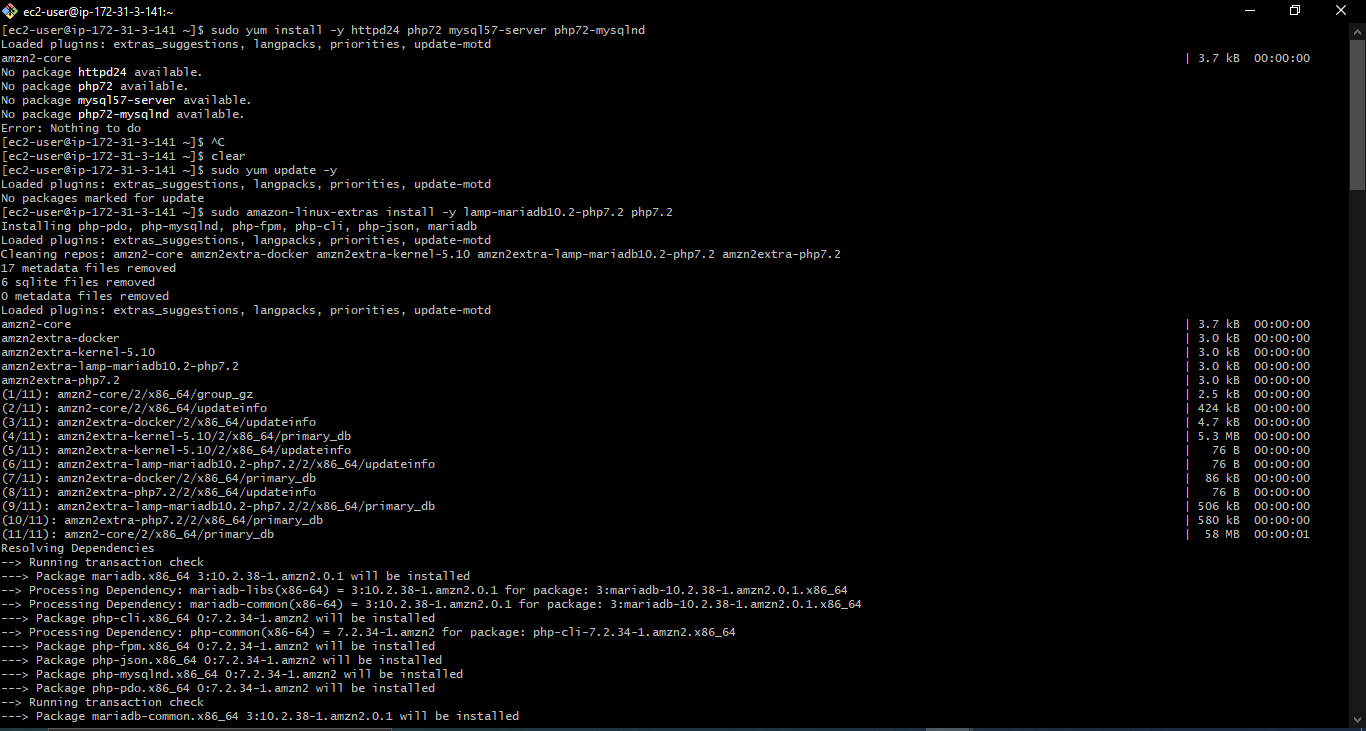 ec2-user@ip-172-31-3-141:~
[ec2-user@ip-172-31-3-141 ~]$ sudo yum install -y httpd24 php72 mysql57-server php72-mysqlnd
Loaded plugins: extras_suggestions, langpacks, priorities, update-motd
amzn2-core | 3.7 kB 00:00:00
No package httpd24 available.
No package php72 available.
No package mysql57-server available.
No package php72-mysqlnd available.
Error: Nothing to do
[ec2-user@ip-172-31-3-141 ~]$ ^C
[ec2-user@ip-172-31-3-141 ~]$ clear
[ec2-user@ip-172-31-3-141 ~]$ sudo yum update -y
Loaded plugins: extras_suggestions, langpacks, priorities, update-motd
No packages marked for update
[ec2-user@ip-172-31-3-141 ~]$ sudo amazon-linux-extras install -y lamp-mariadb10.2-php7.2 php7.2
Installing php-pdo, php-mysqlnd, php-fpm, php-cli, php-json, mariadb
Loaded plugins: extras_suggestions, langpacks, priorities, update-motd
Cleaning repos: amzn2-core amzn2extra-docker amzn2extra-kernel-5.10 amzn2extra-lamp-mariadb10.2-php7.2 amzn2extra-php7.2
17 metadata files removed
6 sqlite files removed
0 metadata files removed
Loaded plugins: extras_suggestions, langpacks, priorities, update-motd
amzn2-core | 3.7 kB 00:00:00
amzn2extra-docker | 3.0 kB 00:00:00
amzn2extra-kernel-5.10 | 3.0 kB 00:00:00
amzn2extra-lamp-mariadb10.2-php7.2 | 3.0 kB 00:00:00
amzn2extra-php7.2 | 3.0 kB 00:00:00
(1/11): amzn2-core/2/x86_64/group_gz | 2.5 kB 00:00:00
(2/11): amzn2-core/2/x86_64/updateinfo | 424 kB 00:00:00
(3/11): amzn2extra-docker/2/x86_64/updateinfo | 4.7 kB 00:00:00
(4/11): amzn2extra-kernel-5.10/2/x86_64/primary_db | 5.3 MB 00:00:00
(5/11): amzn2extra-kernel-5.10/2/x86_64/updateinfo | 76 B 00:00:00
(6/11): amzn2extra-lamp-mariadb10.2-php7.2/2/x86_64/updateinfo | 76 B 00:00:00
(7/11): amzn2extra-docker/2/x86_64/primary_db | 86 kB 00:00:00
(8/11): amzn2extra-php7.2/2/x86_64/updateinfo | 76 B 00:00:00
(9/11): amzn2extra-lamp-mariadb10.2-php7.2/2/x86_64/primary_db | 506 kB 00:00:00
(10/11): amzn2extra-php7.2/2/x86_64/primary_db | 580 kB 00:00:00
(11/11): amzn2-core/2/x86_64/primary_db | 58 MB 00:00:01
Resolving Dependencies
--> Running transaction check
---> Package mariadb.x86_64 3:10.2.38-1.amzn2.0.1 will be installed
--> Processing Dependency: mariadb-libs(x86-64) = 3:10.2.38-1.amzn2.0.1 for package: 3:mariadb-10.2.38-1.amzn2.0.1.x86_64
--> Processing Dependency: mariadb-common(x86-64) = 3:10.2.38-1.amzn2.0.1 for package: 3:mariadb-10.2.38-1.amzn2.0.1.x86_64
---> Package php-cli.x86_64 0:7.2.34-1.amzn2 will be installed
--> Processing Dependency: php-common(x86-64) = 7.2.34-1.amzn2 for package: php-cli-7.2.34-1.amzn2.x86_64
---> Package php-fpm.x86_64 0:7.2.34-1.amzn2 will be installed
---> Package php-json.x86_64 0:7.2.34-1.amzn2 will be installed
---> Package php-mysqlnd.x86_64 0:7.2.34-1.amzn2 will be installed
---> Package php-pdo.x86_64 0:7.2.34-1.amzn2 will be installed
--> Running transaction check
---> Package mariadb-common.x86_64 3:10.2.38-1.amzn2.0.1 will be installed